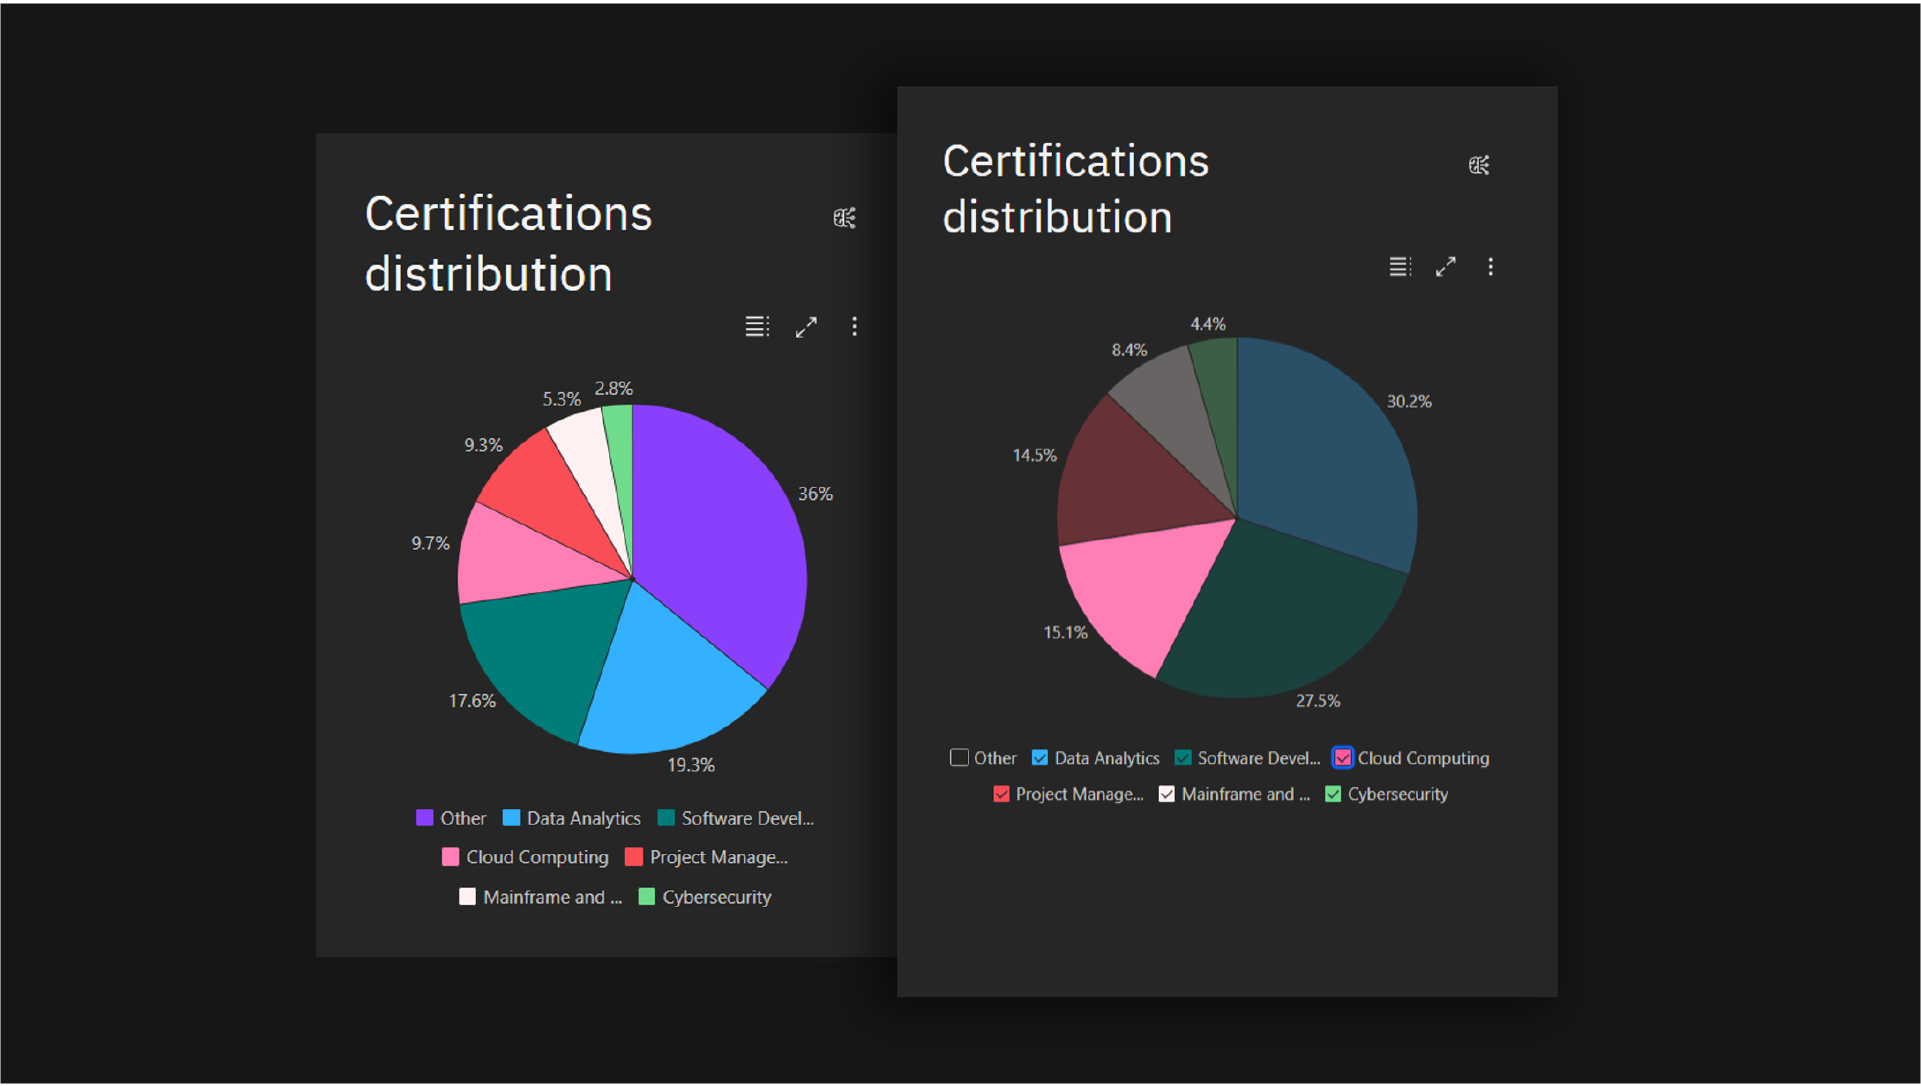 Certifications
distribution
2.8%
5.3%
9.3%
36%
9.7%
17.6%
19.3%
Other Data Analytics Software Devel...
Cloud Computing Project Manage...
Mainframe and ... Cybersecurity
Certifications
distribution
4.4%
8.4%
30.2%
14.5%
15.1%
27.5%
Other Data Analytics Software Devel... Cloud Computing
Project Manage... Mainframe and ... Cybersecurity